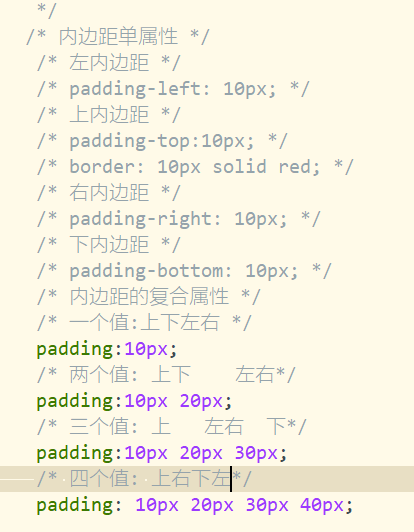 */
/* 内边距单属性 */
/* 左内边距 */
/* padding-left: 10px; */
/* 上内边距 */
/* padding-top:10px; */
/* border: 10px solid red; */
/* 右内边距 */
/* padding-right: 10px; */
/* 下内边距 */
/* padding-bottom: 10px; */
/* 内边距的复合属性 */
/* 一个值:上下左右 */
padding:10px;
/* 两个值: 上下    左右*/
padding:10px 20px;
/* 三个值: 上   左右  下*/
padding:10px 20px 30px;
/* 四个值: 上右下左*/
padding: 10px 20px 30px 40px;